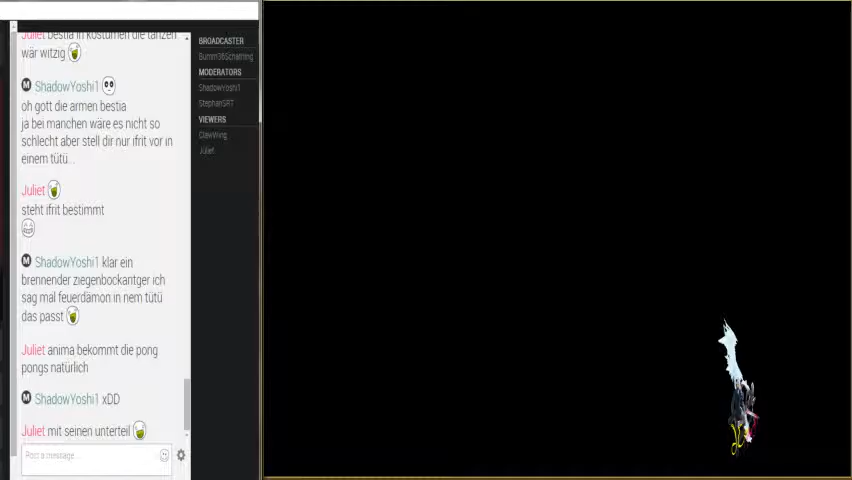 Juliet bestia in kostümen die tanzen
wär witzig
M ShadowYoshi1
oh gott die armen bestia
ja bei manchen wäre es nicht so
schlecht aber stell dir nur ifrit vor in
einem tütü...
Juliet
steht ifrit bestimmt
M ShadowYoshi1 klar ein
brennender ziegenbockantger ich
sag mal feuerdämon in nem tütü
das passt
Juliet anima bekommt die pong
pongs natürlich
M ShadowYoshi1 xDD
Juliet mit seinen unterteil
Post a message...
BROADCASTER
MODERATORS
ShadowYoshi1
StephanSRT
VIEWERS
ClawWing
Juliet